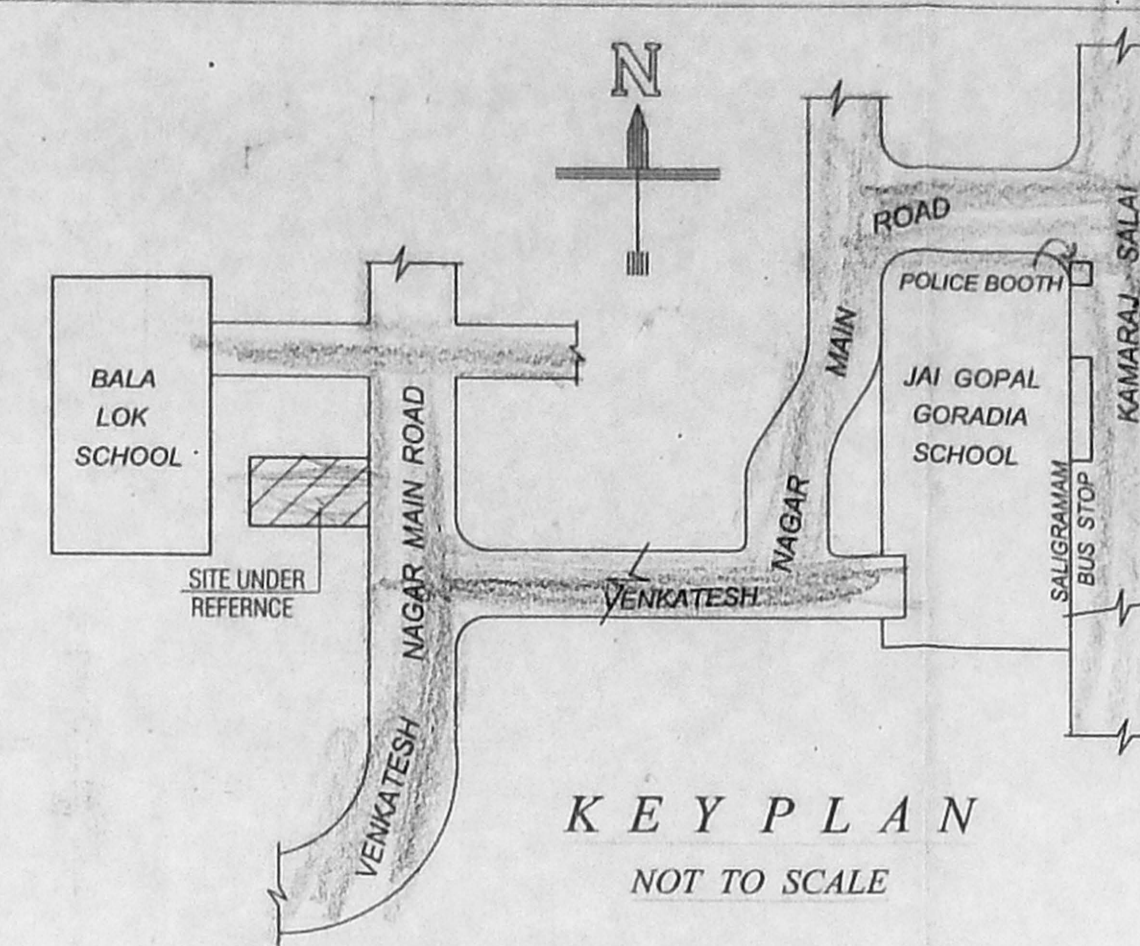 N
ROAD
POLICE BOOTH
KAMARAJ SALAI
MAIN
BALA
LOK
SCHOOL
JAI GOPAL
GORADIA
SCHOOL
NAGAR MAIN ROAD
NAGAR
SALIGRAMAM
BUS STOP
SITE UNDER
REFERNCE
VENKATESH
VENKATESH
KEY PLAN
NOT TO SCALE